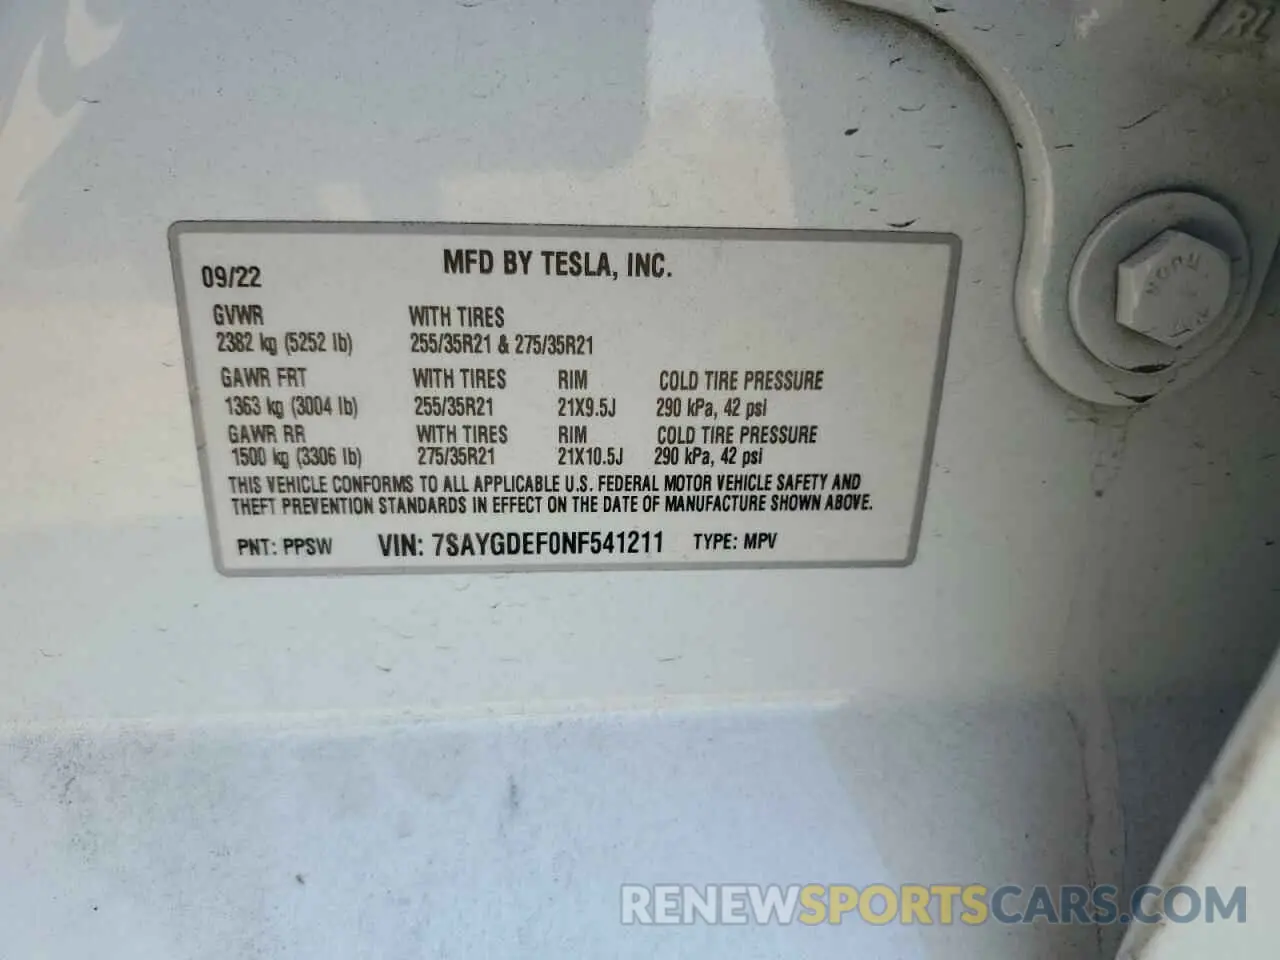 RL
MFD BY TESLA, INC.
09/22
GVWR WITH TIRES
2382 kg (5252 lb) 255/35R21 & 275/35R21
GAWR FRT WITH TIRES RIM COLD TIRE PRESSURE
1363 kg (3004 lb) 255/35R21 21X9.5J 290 kPa, 42 psi
GAWR RR WITH TIRES RIM COLD TIRE PRESSURE
1500 kg (3306 lb) 275/35R21 21X10.5J 290 kPa, 42 psi
THIS VEHICLE CONFORMS TO ALL APPLICABLE U.S. FEDERAL MOTOR VEHICLE SAFETY AND
THEFT PREVENTION STANDARDS IN EFFECT ON THE DATE OF MANUFACTURE SHOWN ABOVE.
PNT: PPSW VIN: 7SAYGDEF0NF541211 TYPE: MPV
RENEWSPORTSCARS.COM